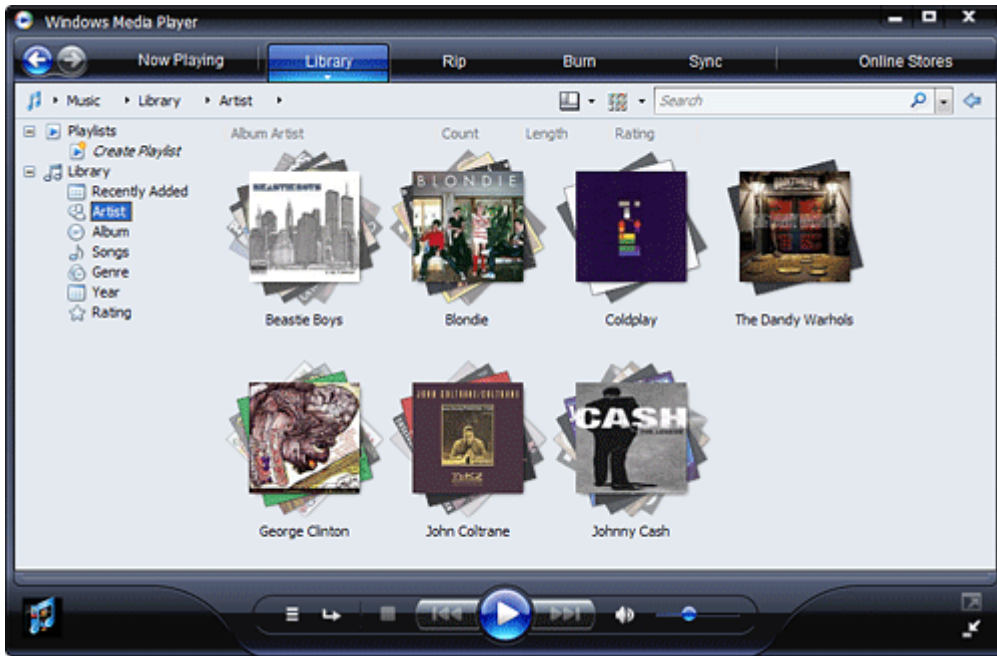 Windows Media Player
Now Playing Library Rip Burn Sync Online Stores
Music Library Artist Search
Playlists
Create Playlist
Library
Recently Added
Artist
Album
Songs
Genre
Year
Rating
Album Artist Count Length Rating
BEASTIE BOYS
BLONDIE
Beastie Boys Blondie Coldplay The Dandy Warhols
JOHN COLTRANE/COLTRANE
CASH
George Clinton John Coltrane Johnny Cash